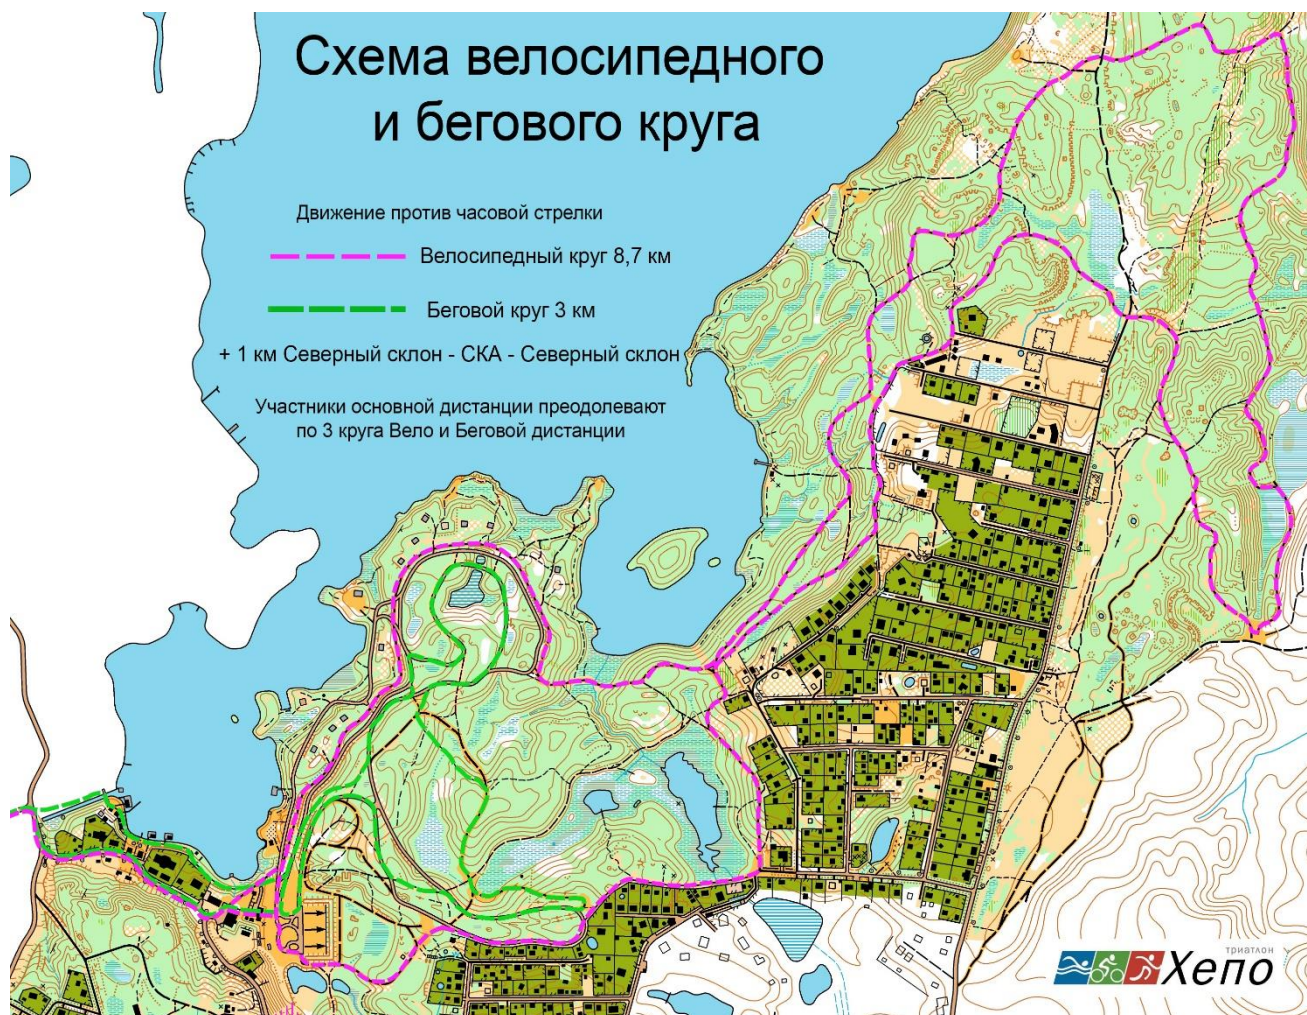 Схема велосипедного
и бегового круга
Движение против часовой стрелки
Велосипедный круг 8,7 км
Беговой круг 3 км
+ 1 км Северный склон - СКА - Северный склон
Участники основной дистанции преодолевают
по 3 круга Вело и Беговой дистанции
триатлон
Хепо